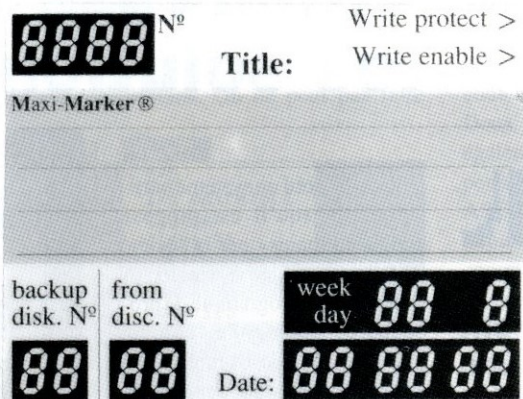 8888 Nº
Write protect >
Title: Write enable >
Maxi-Marker ®
backup disk. Nº
from disc. Nº
week day 88 8
88 88 Date: 88 88 88